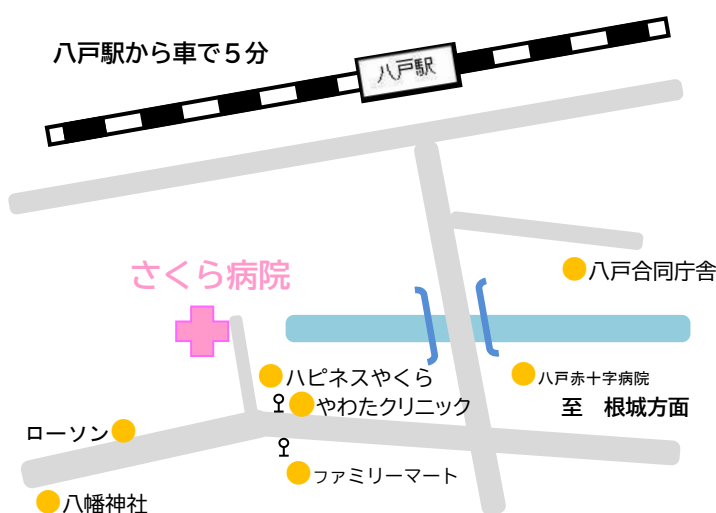 八戸駅から車で５分
八戸駅
さくら病院
八戸合同庁舎
ハピネスやくら
八戸赤十字病院
やわたクリニック
至　根城方面
ローソン
ファミリーマート
八幡神社